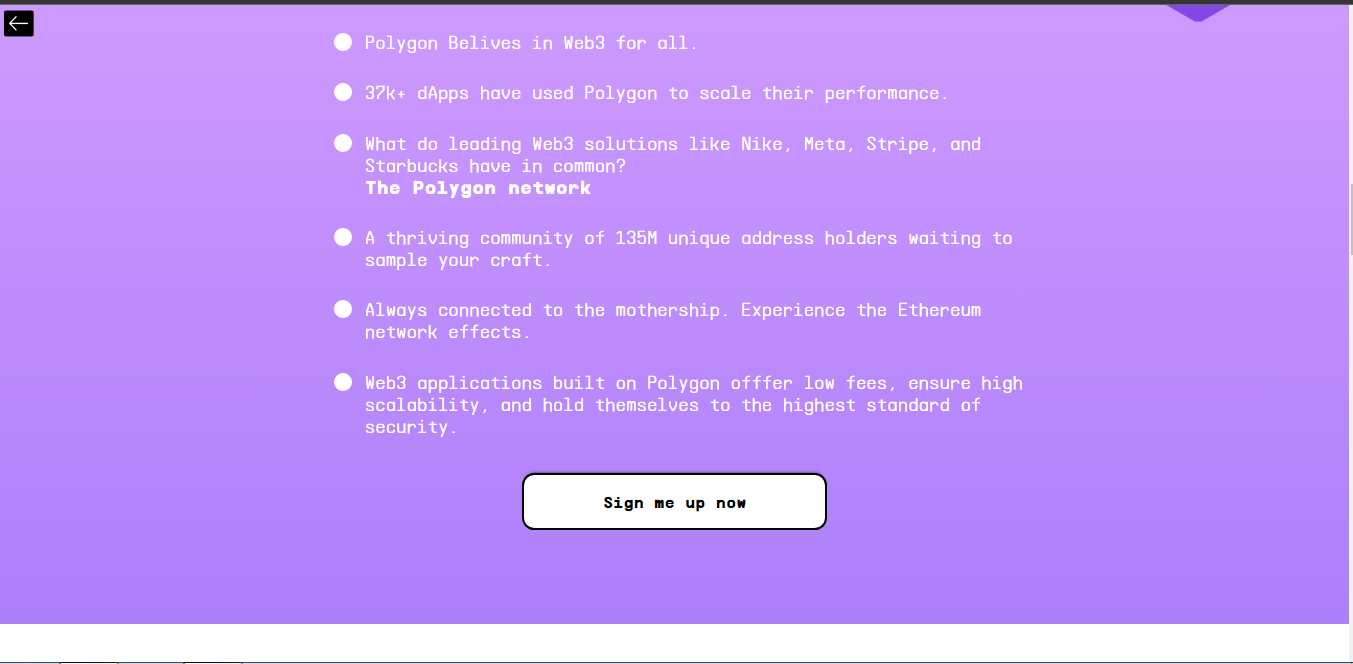 Polygon Belives in Web3 for all.
37k+ dApps have used Polygon to scale their performance.
What do leading Web3 solutions like Nike, Meta, Stripe, and
Starbucks have in common?
The Polygon network
A thriving community of 135M unique address holders waiting to
sample your craft.
Always connected to the mothership. Experience the Ethereum
network effects.
Web3 applications built on Polygon offfer low fees, ensure high
scalability, and hold themselves to the highest standard of
security.
Sign me up now